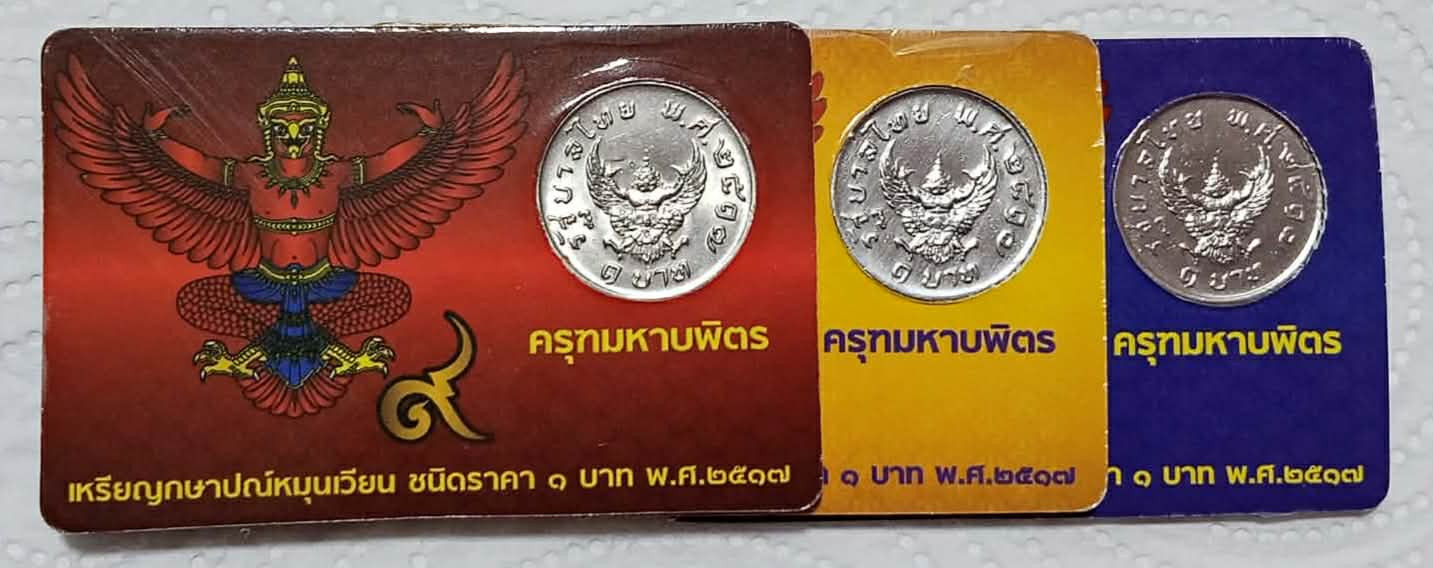 รัฐบาลไทย พ.ศ.๒๕๑๗
๑ บาท
ครุฑมหาบพิตร
๙
เหรียญกษาปณ์หมุนเวียน ชนิดราคา ๑ บาท พ.ศ.๒๕๑๗
รัฐบาลไทย พ.ศ.๒๕๑๗
๑ บาท
ครุฑมหาบพิตร
๑ บาท พ.ศ.๒๕๑๗
รัฐบาลไทย พ.ศ.๒๕๑๗
๑ บาท
ครุฑมหาบพิตร
๑ บาท พ.ศ.๒๕๑๗